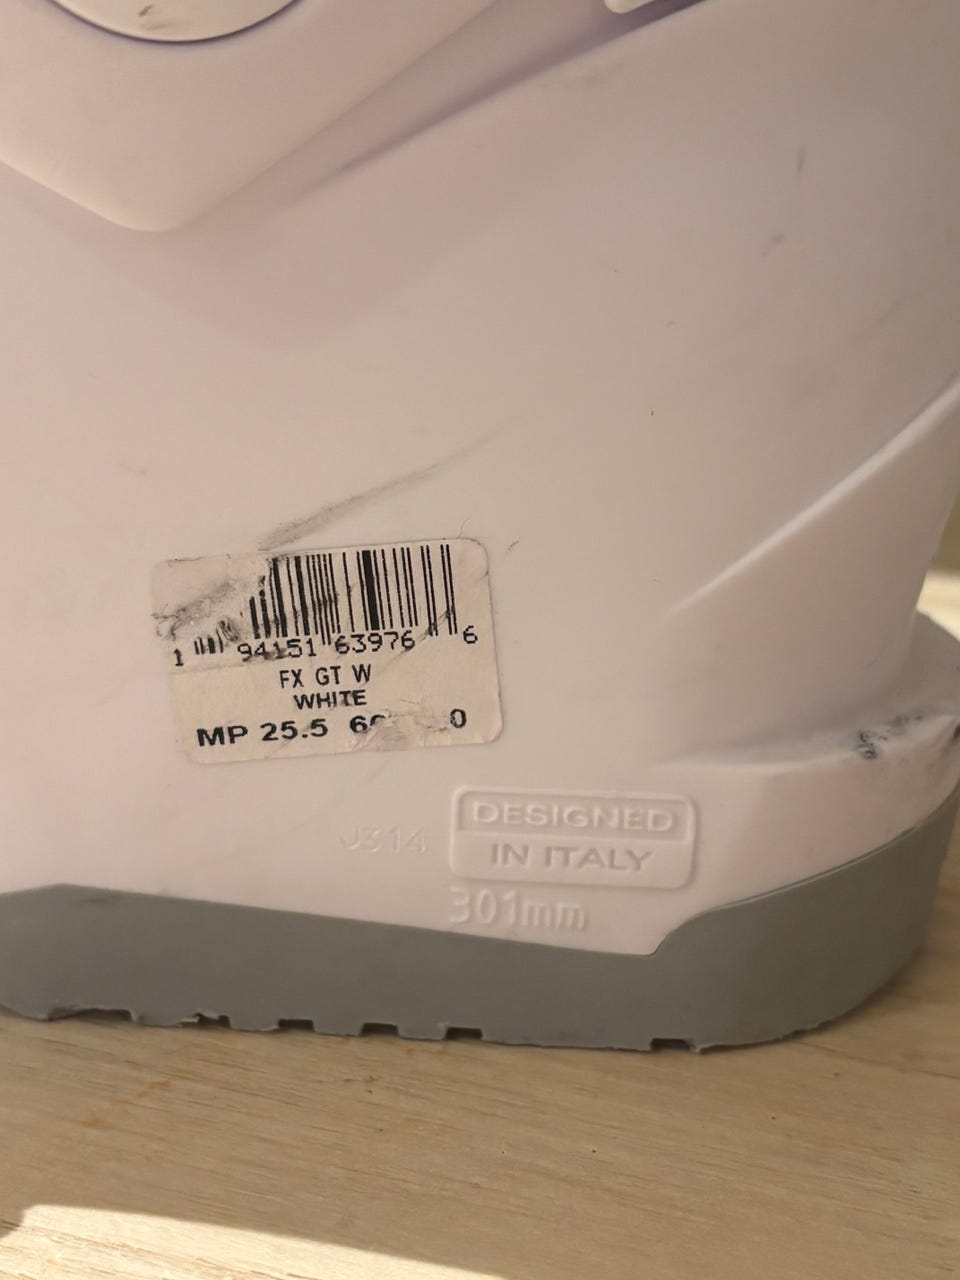 1 94151 63976 6
FX GT W
WHITE
MP 25.5
J314
DESIGNED
IN ITALY
301mm